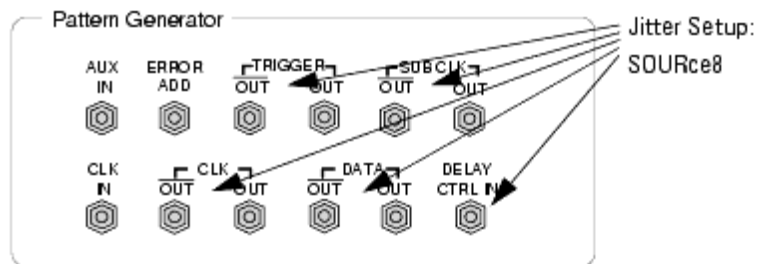 Pattern Generator
Jitter Setup:
SOURce8
AUX IN
ERROR ADD
TRIGGER
OUT OUT
SUBCLK
OUT OUT
CLK IN
CLK
OUT OUT
DATA
OUT OUT
DELAY CTRL IN